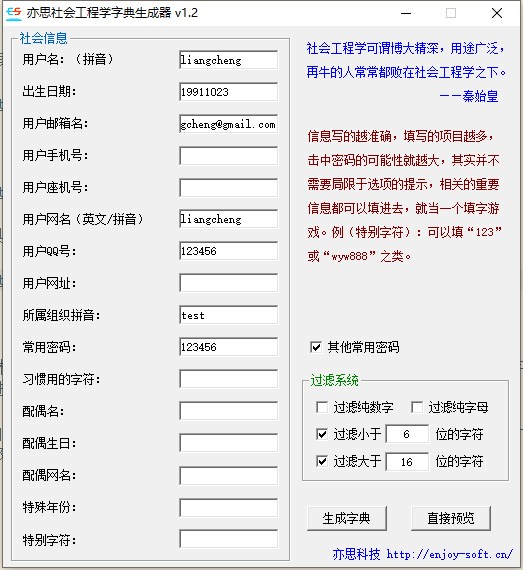 亦思社会工程学字典生成器 v1.2
社会信息
用户名：（拼音） liangcheng
出生日期： 19911023
用户邮箱名： gcheng@gmail.com
用户手机号：
用户座机号：
用户网名（英文/拼音） liangcheng
用户QQ号： 123456
用户网址：
所属组织拼音： test
常用密码： 123456
习惯用的字符：
配偶名：
配偶生日：
配偶网名：
特殊年份：
特别字符：
社会工程学可谓博大精深，用途广泛，
再牛的人常常都败在社会工程学之下。
——秦始皇
信息写的越准确，填写的项目越多，
击中密码的可能性就越大，其实并不
需要局限于选项的提示，相关的重要
信息都可以填进去，就当一个填字游
戏。例（特别字符）：可以填“123”
或“wyw888”之类。
其他常用密码
过滤系统
过滤纯数字 过滤纯字母
过滤小于 6 位的字符
过滤大于 16 位的字符
生成字典 直接预览
亦思科技 http://enjoy-soft.cn/